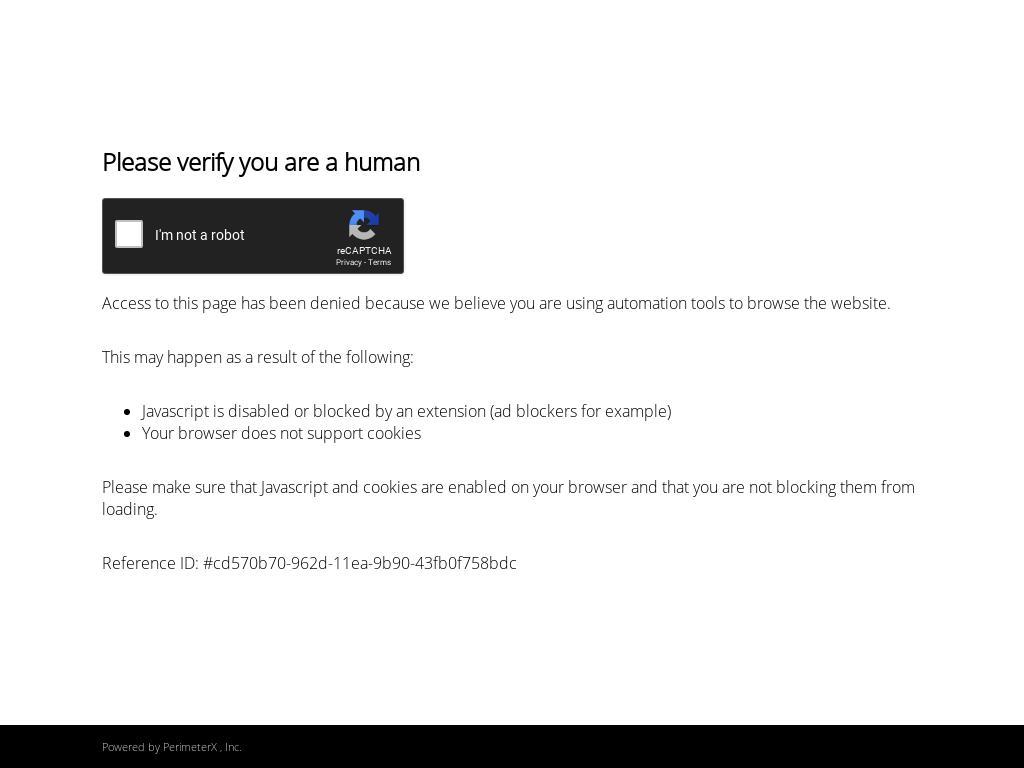 Please verify you are a human
I'm not a robot
reCAPTCHA
Privacy - Terms
Access to this page has been denied because we believe you are using automation tools to browse the website.
This may happen as a result of the following:
Javascript is disabled or blocked by an extension (ad blockers for example)
Your browser does not support cookies
Please make sure that Javascript and cookies are enabled on your browser and that you are not blocking them from
loading.
Reference ID: #cd570b70-962d-11ea-9b90-43fb0f758bdc
Powered by PerimeterX , Inc.